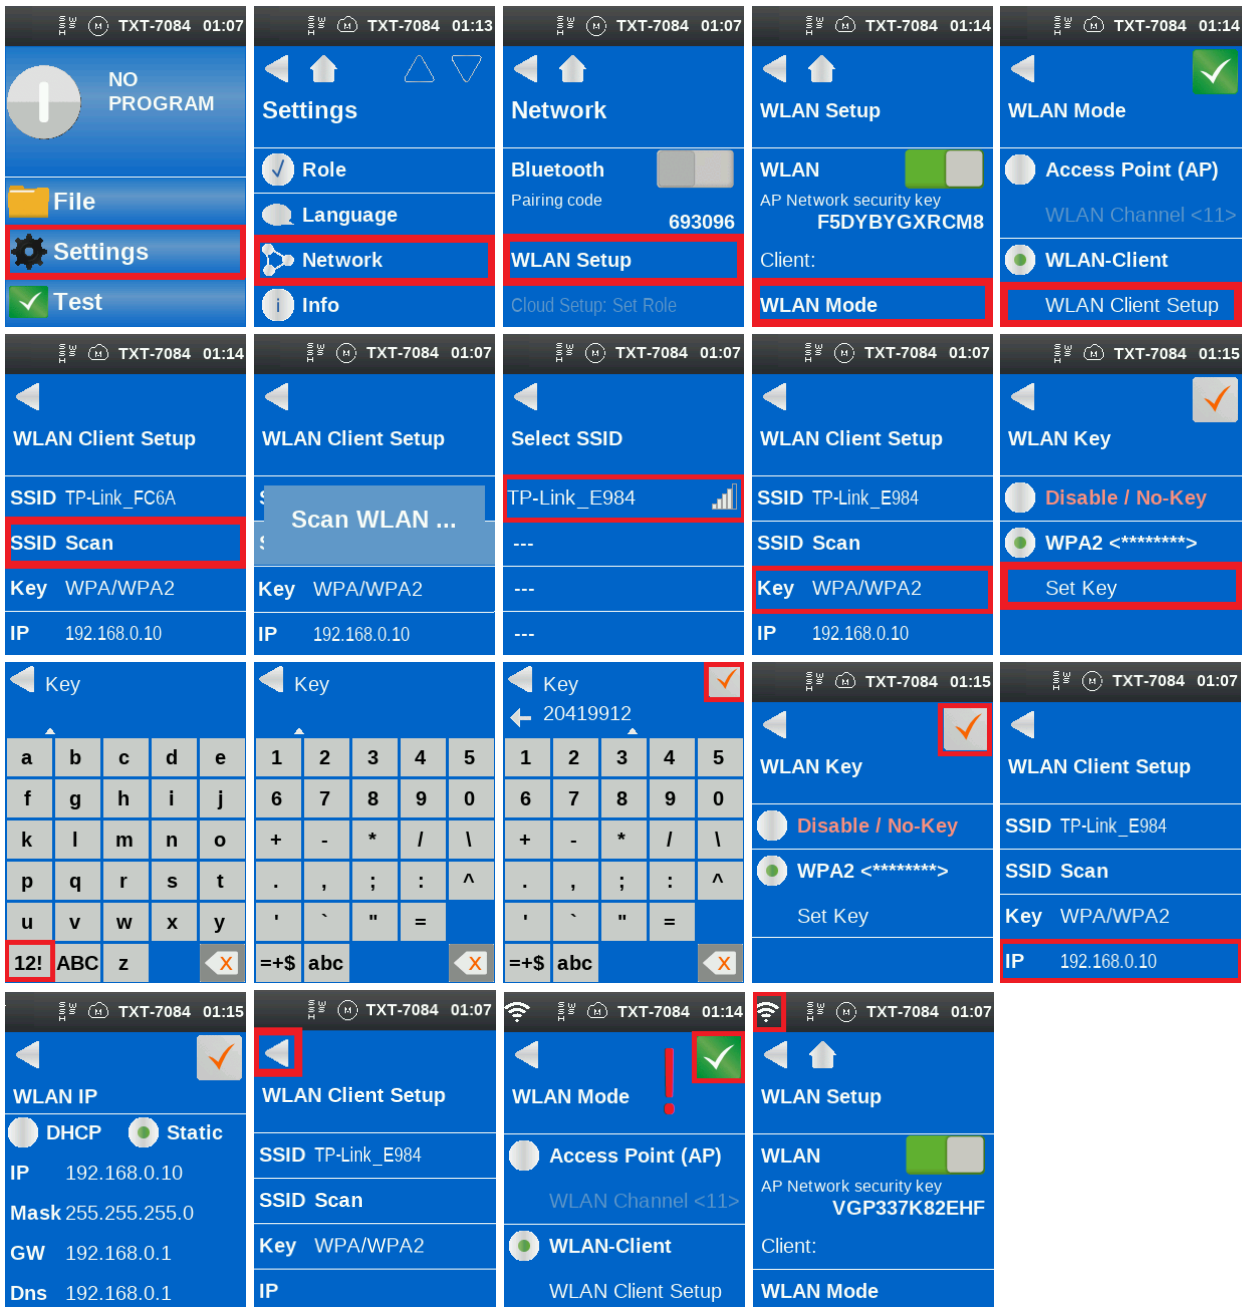 TXT-7084 01:07
NO
PROGRAM
File
Settings
Test
TXT-7084 01:13
Settings
Role
Language
Network
Info
TXT-7084 01:07
Network
Bluetooth
Pairing code
693096
WLAN Setup
Cloud Setup: Set Role
TXT-7084 01:14
WLAN Setup
WLAN
AP Network security key
F5DYBYGXRCM8
Client:
WLAN Mode
TXT-7084 01:14
WLAN Mode
Access Point (AP)
WLAN Channel <11>
WLAN-Client
WLAN Client Setup
TXT-7084 01:14
WLAN Client Setup
SSID TP-Link_FC6A
SSID Scan
Key WPA/WPA2
IP 192.168.0.10
TXT-7084 01:07
WLAN Client Setup
Scan WLAN ...
Key WPA/WPA2
IP 192.168.0.10
TXT-7084 01:07
Select SSID
TP-Link_E984
---
---
---
TXT-7084 01:07
WLAN Client Setup
SSID TP-Link_E984
SSID Scan
Key WPA/WPA2
IP 192.168.0.10
TXT-7084 01:15
WLAN Key
Disable / No-Key
WPA2 <********>
Set Key
Key
a b c d e
f g h i j
k l m n o
p q r s t
u v w x y
12! ABC z X
Key
1 2 3 4 5
6 7 8 9 0
+ - * / \
. , ; : ^
' ` " =
=+$ abc X
Key
20419912
1 2 3 4 5
6 7 8 9 0
+ - * / \
. , ; : ^
' ` " =
=+$ abc X
TXT-7084 01:15
WLAN Key
Disable / No-Key
WPA2 <********>
Set Key
TXT-7084 01:07
WLAN Client Setup
SSID TP-Link_E984
SSID Scan
Key WPA/WPA2
IP 192.168.0.10
TXT-7084 01:15
WLAN IP
DHCP Static
IP 192.168.0.10
Mask 255.255.255.0
GW 192.168.0.1
Dns 192.168.0.1
TXT-7084 01:07
WLAN Client Setup
SSID TP-Link_E984
SSID Scan
Key WPA/WPA2
IP
TXT-7084 01:14
!
WLAN Mode
Access Point (AP)
WLAN Channel <11>
WLAN-Client
WLAN Client Setup
TXT-7084 01:07
WLAN Setup
WLAN
AP Network security key
VGP337K82EHF
Client:
WLAN Mode